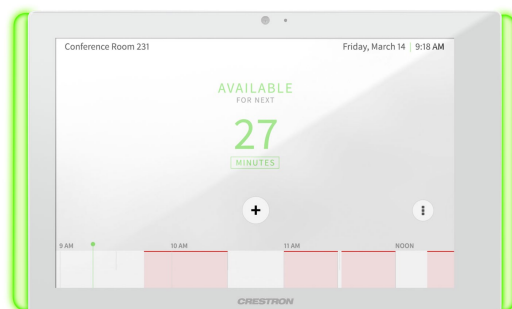 Conference Room 231
Friday, March 14 | 9:18 AM
AVAILABLE
FOR NEXT
27
MINUTES
9 AM
10 AM
11 AM
NOON
CRESTRON